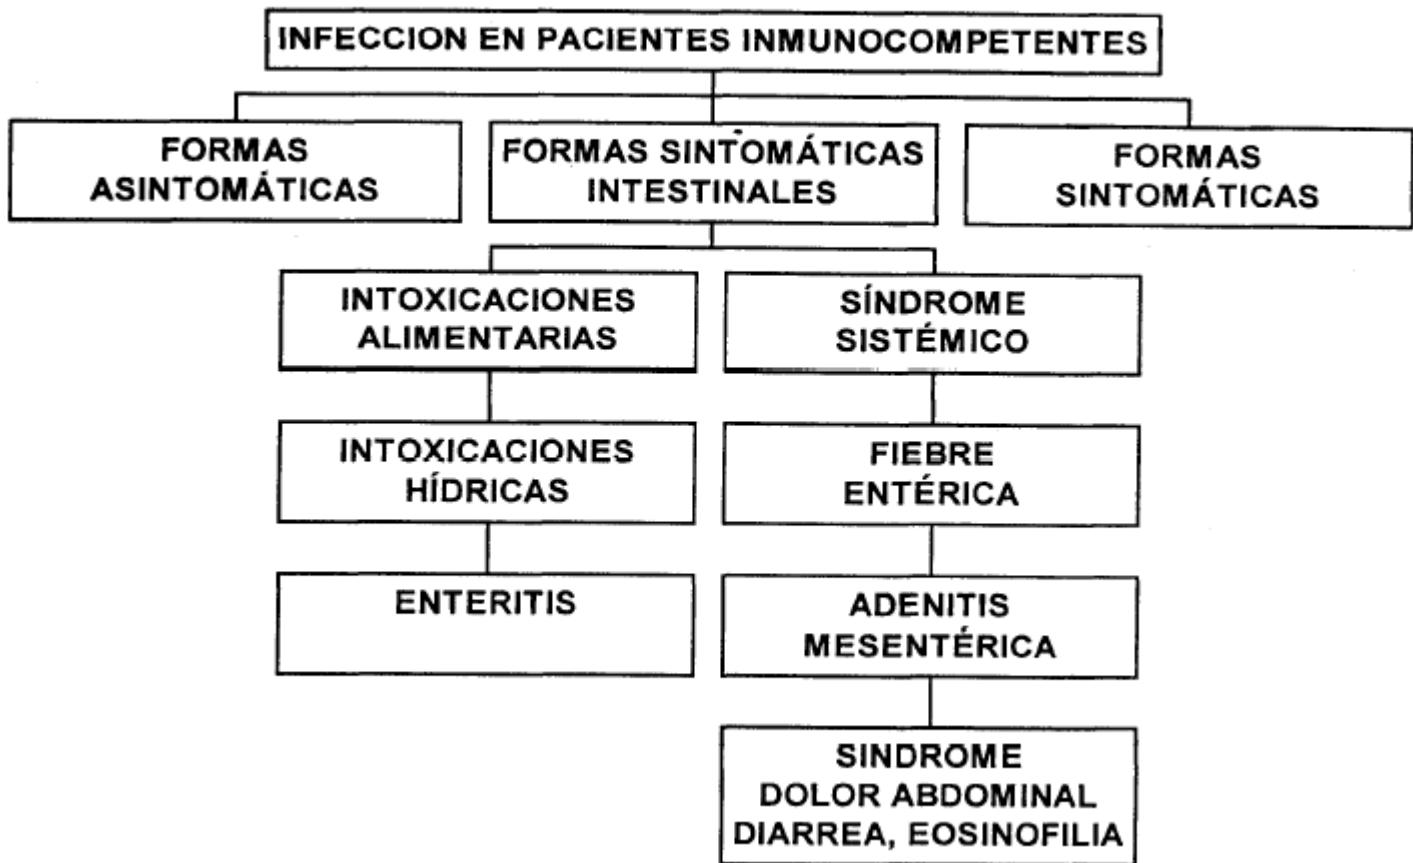 INFECCION EN PACIENTES INMUNOCOMPETENTES
FORMAS
ASINTOMÁTICAS
FORMAS SINTOMÁTICAS
INTESTINALES
FORMAS
SINTOMÁTICAS
INTOXICACIONES
ALIMENTARIAS
SÍNDROME
SISTÉMICO
INTOXICACIONES
HÍDRICAS
FIEBRE
ENTÉRICA
ENTERITIS
ADENITIS
MESENTÉRICA
SINDROME
DOLOR ABDOMINAL
DIARREA, EOSINOFILIA